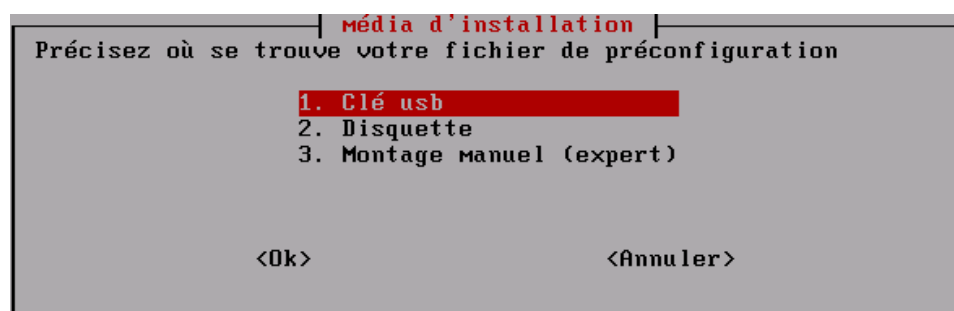 média d'installation
Précisez où se trouve votre fichier de préconfiguration
1. Clé usb
2. Disquette
3. Montage manuel (expert)
<Ok> <Annuler>